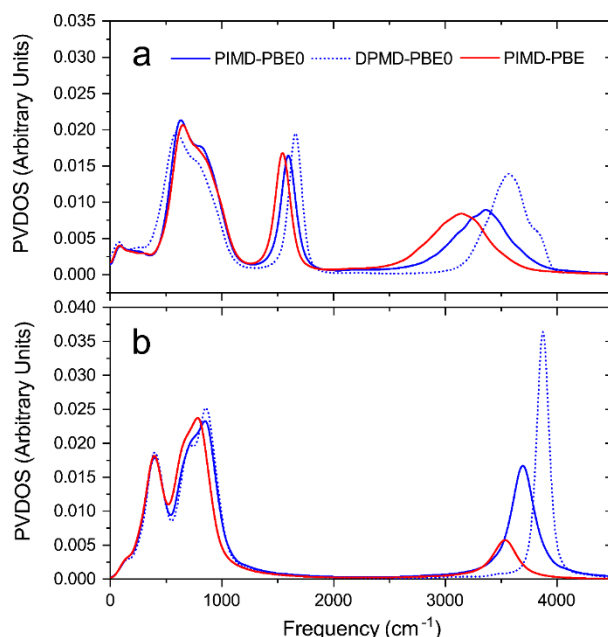 0.035
a
PIMD-PBE0 DPMD-PBE0 PIMD-PBE
0.030
0.025
0.020
0.015
0.010
0.005
0.000
PVDOS (Arbitrary Units)
0.040
b
0.035
0.030
0.025
0.020
0.015
0.010
0.005
0.000
PVDOS (Arbitrary Units)
0 1000 2000 3000 4000
Frequency (cm⁻¹)